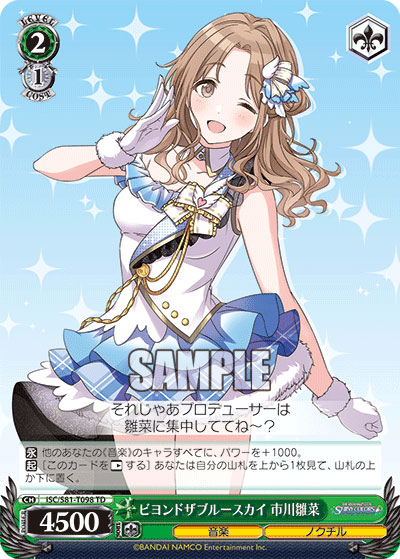 LEVEL
2
1
COST
SAMPLE
それじゃあプロデューサーは
雛菜に集中しててね～？
永 他のあなたの《音楽》のキャラすべてに、パワーを＋1000。
起 ［このカードを レスト する］ あなたは自分の山札を上から1枚見て、山札の上
か下に置く。
CH ISC/S81-T098 TD
ビヨンドザブルースカイ 市川雛菜
SHINY COLORS
4500
音楽
ノクチル
©BANDAI NAMCO Entertainment Inc.